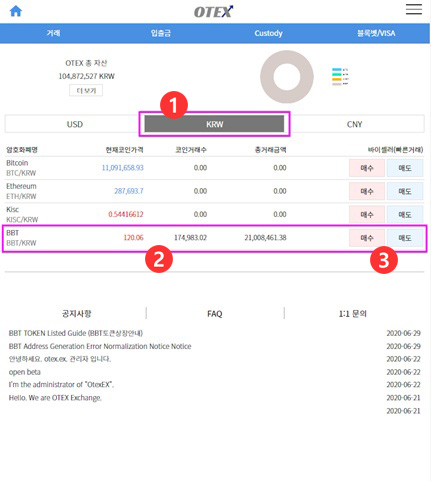 OTEX
거래 입출금 Custody 블록벳/VISA
OTEX 총 자산
104,872,527 KRW
더 보기
1
USD KRW CNY
암호화폐명 현재코인가격 코인거래수 총거래금액 바이셀러(빠른거래)
Bitcoin
BTC/KRW 11,091,658.93 0.00 0.00 매수 매도
Ethereum
ETH/KRW 287,693.7 0.00 0.00 매수 매도
Kisc
KISC/KRW 0.54416612 0.00 0.00 매수 매도
BBT
BBT/KRW 120.06 174,983.02 21,008,461.38 매수 매도
2 3
공지사항 FAQ 1:1 문의
BBT TOKEN Listed Guide (BBT토큰상장안내) 2020-06-29
BBT Address Generation Error Normalization Notice Notice 2020-06-29
안녕하세요. otex.ex. 관리자 입니다. 2020-06-22
open beta 2020-06-22
I'm the administrator of "OtexEX". 2020-06-22
Hello. We are OTEX Exchange. 2020-06-21
2020-06-21